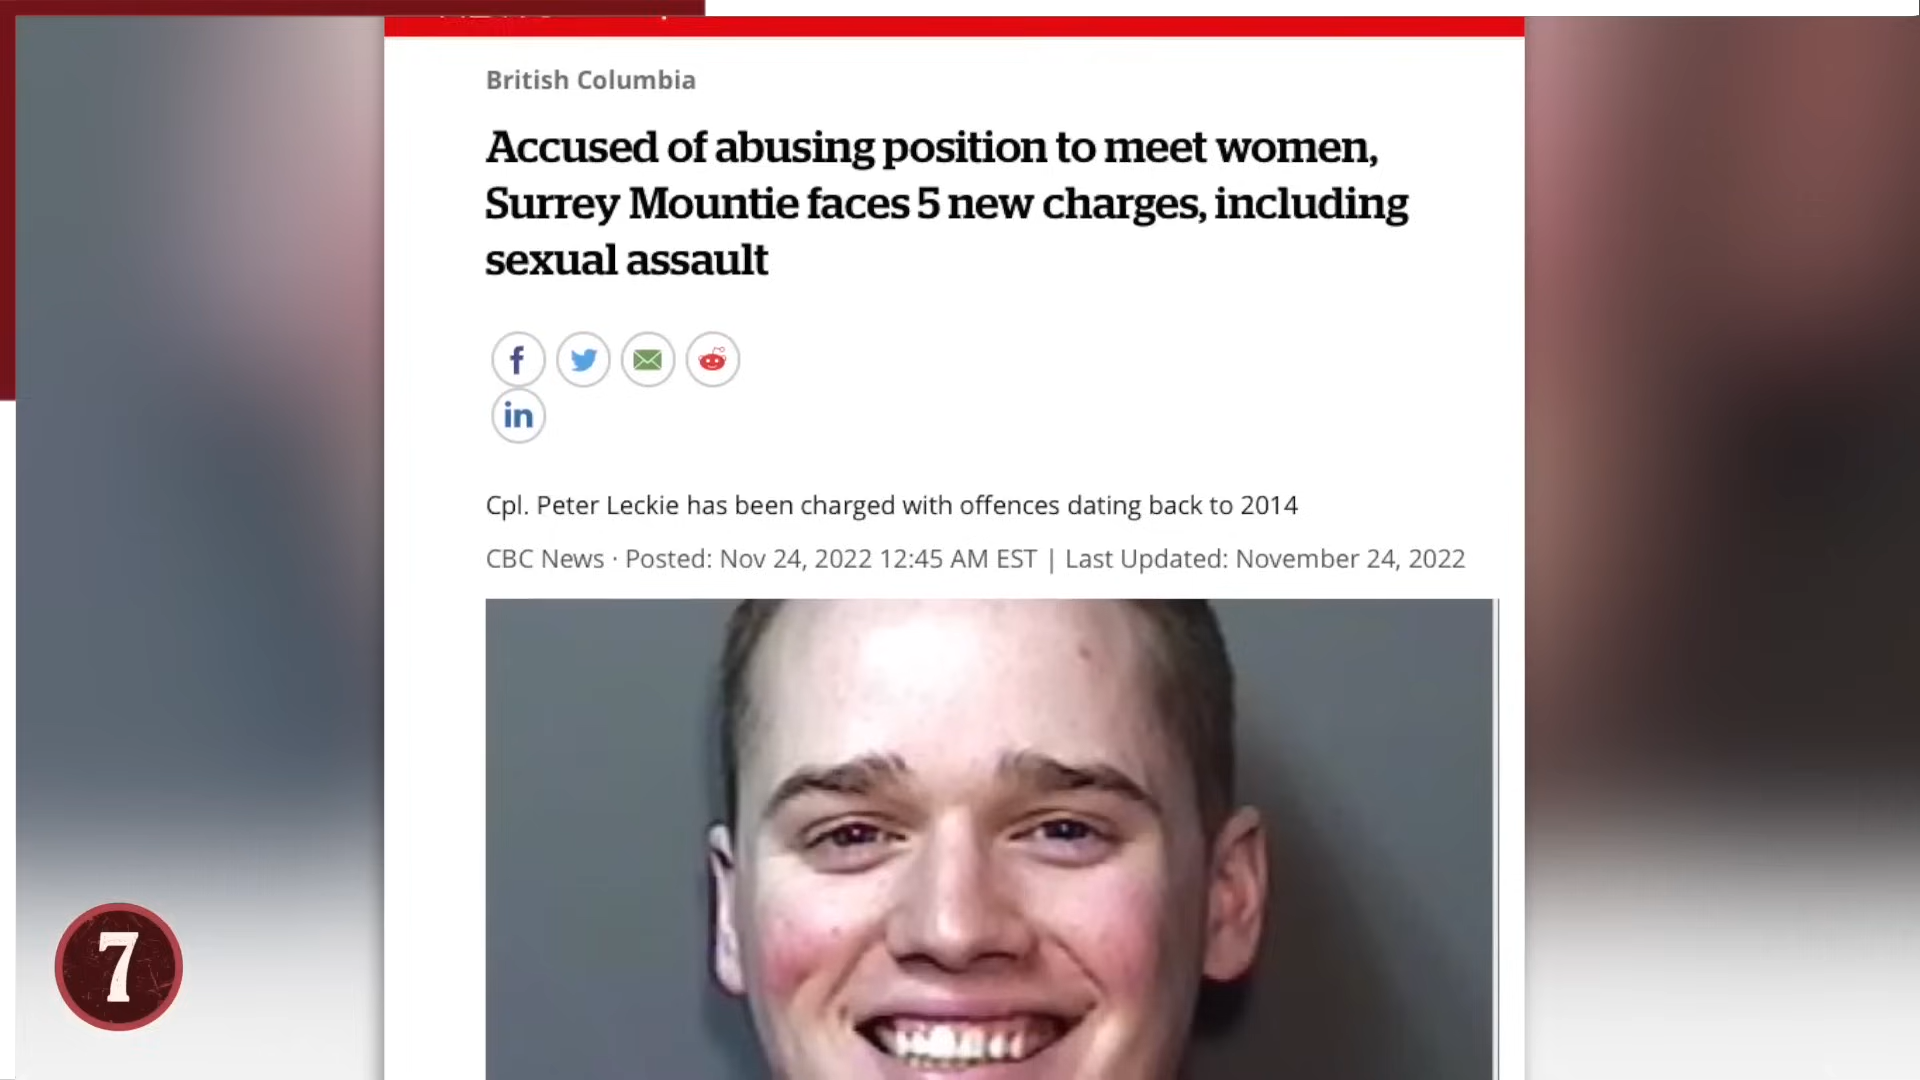 British Columbia
Accused of abusing position to meet women,
Surrey Mountie faces 5 new charges, including
sexual assault
f
in
Cpl. Peter Leckie has been charged with offences dating back to 2014
CBC News · Posted: Nov 24, 2022 12:45 AM EST | Last Updated: November 24, 2022
7